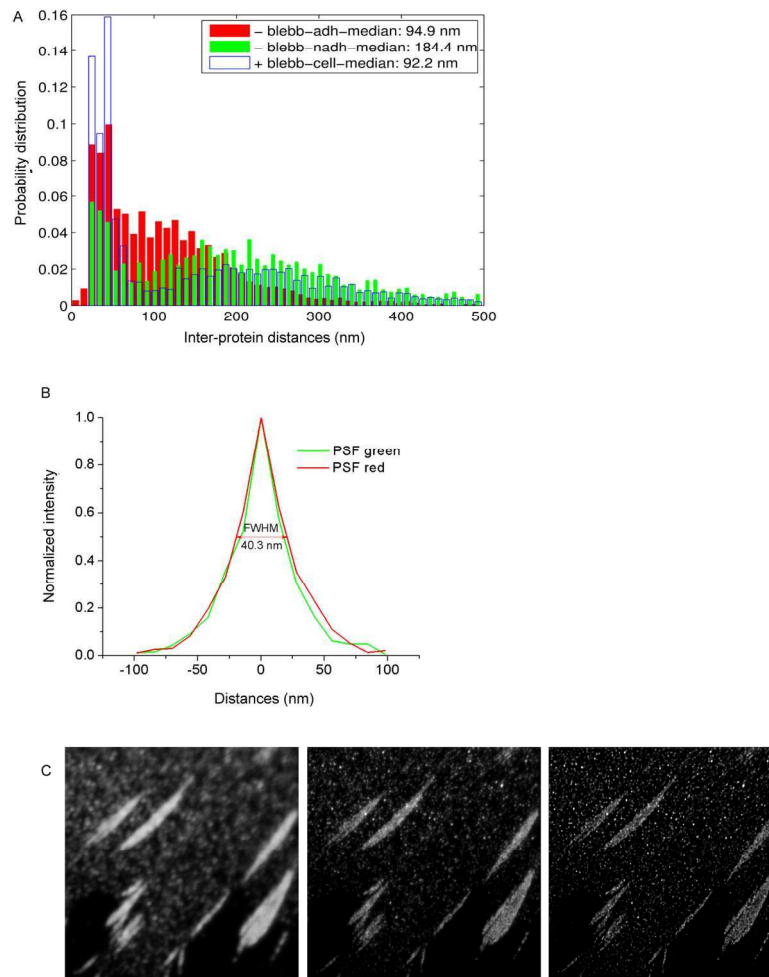 A
0.16
0.14
0.12
0.1
0.08
0.06
0.04
0.02
0
Probability distribution
– blebb–adh–median: 94.9 nm
– blebb–nadh–median: 184.4 nm
+ blebb–cell–median: 92.2 nm
0 100 200 300 400 500
Inter-protein distances (nm)
B
1.0
0.8
0.6
0.4
0.2
0.0
Normalized intensity
PSF green
PSF red
FWHM
40.3 nm
-100 -50 0 50 100
Distances (nm)
C